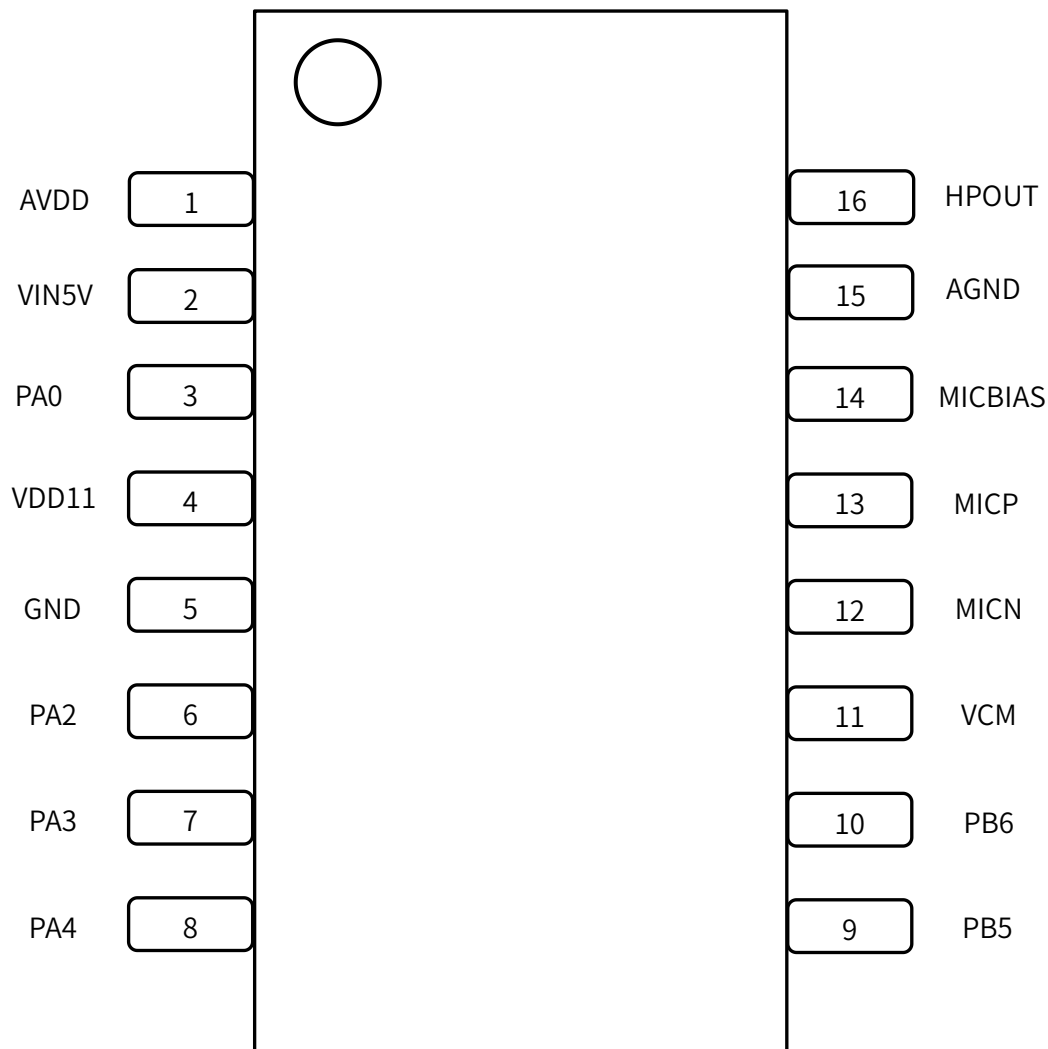 AVDD 1 16 HPOUT
VIN5V 2 15 AGND
PA0 3 14 MICBIAS
VDD11 4 13 MICP
GND 5 12 MICN
PA2 6 11 VCM
PA3 7 10 PB6
PA4 8 9 PB5